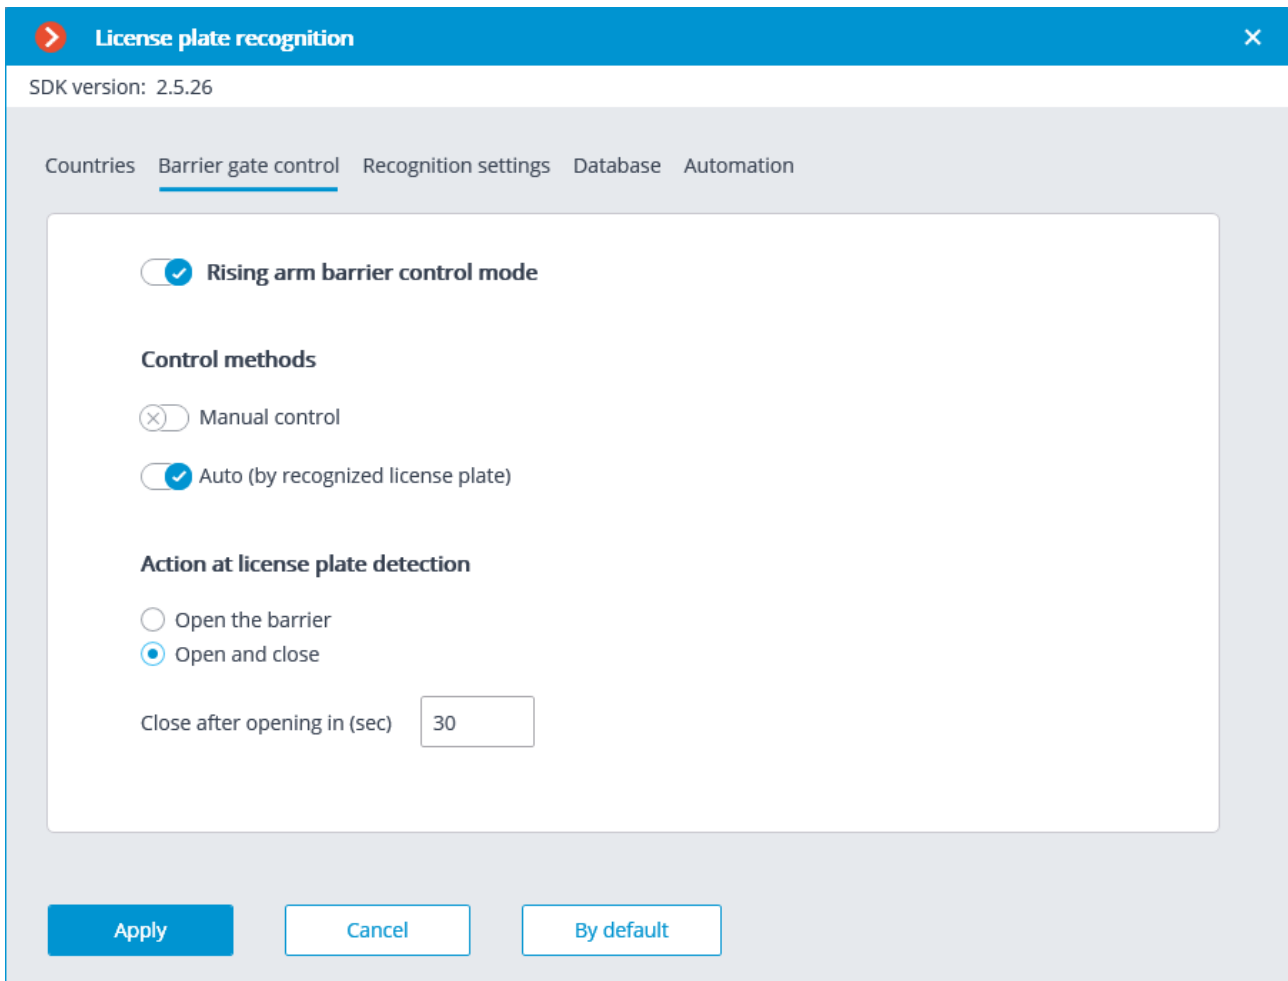 License plate recognition
SDK version: 2.5.26
Countries Barrier gate control Recognition settings Database Automation
Rising arm barrier control mode
Control methods
Manual control
Auto (by recognized license plate)
Action at license plate detection
Open the barrier
Open and close
Close after opening in (sec) 30
Apply Cancel By default